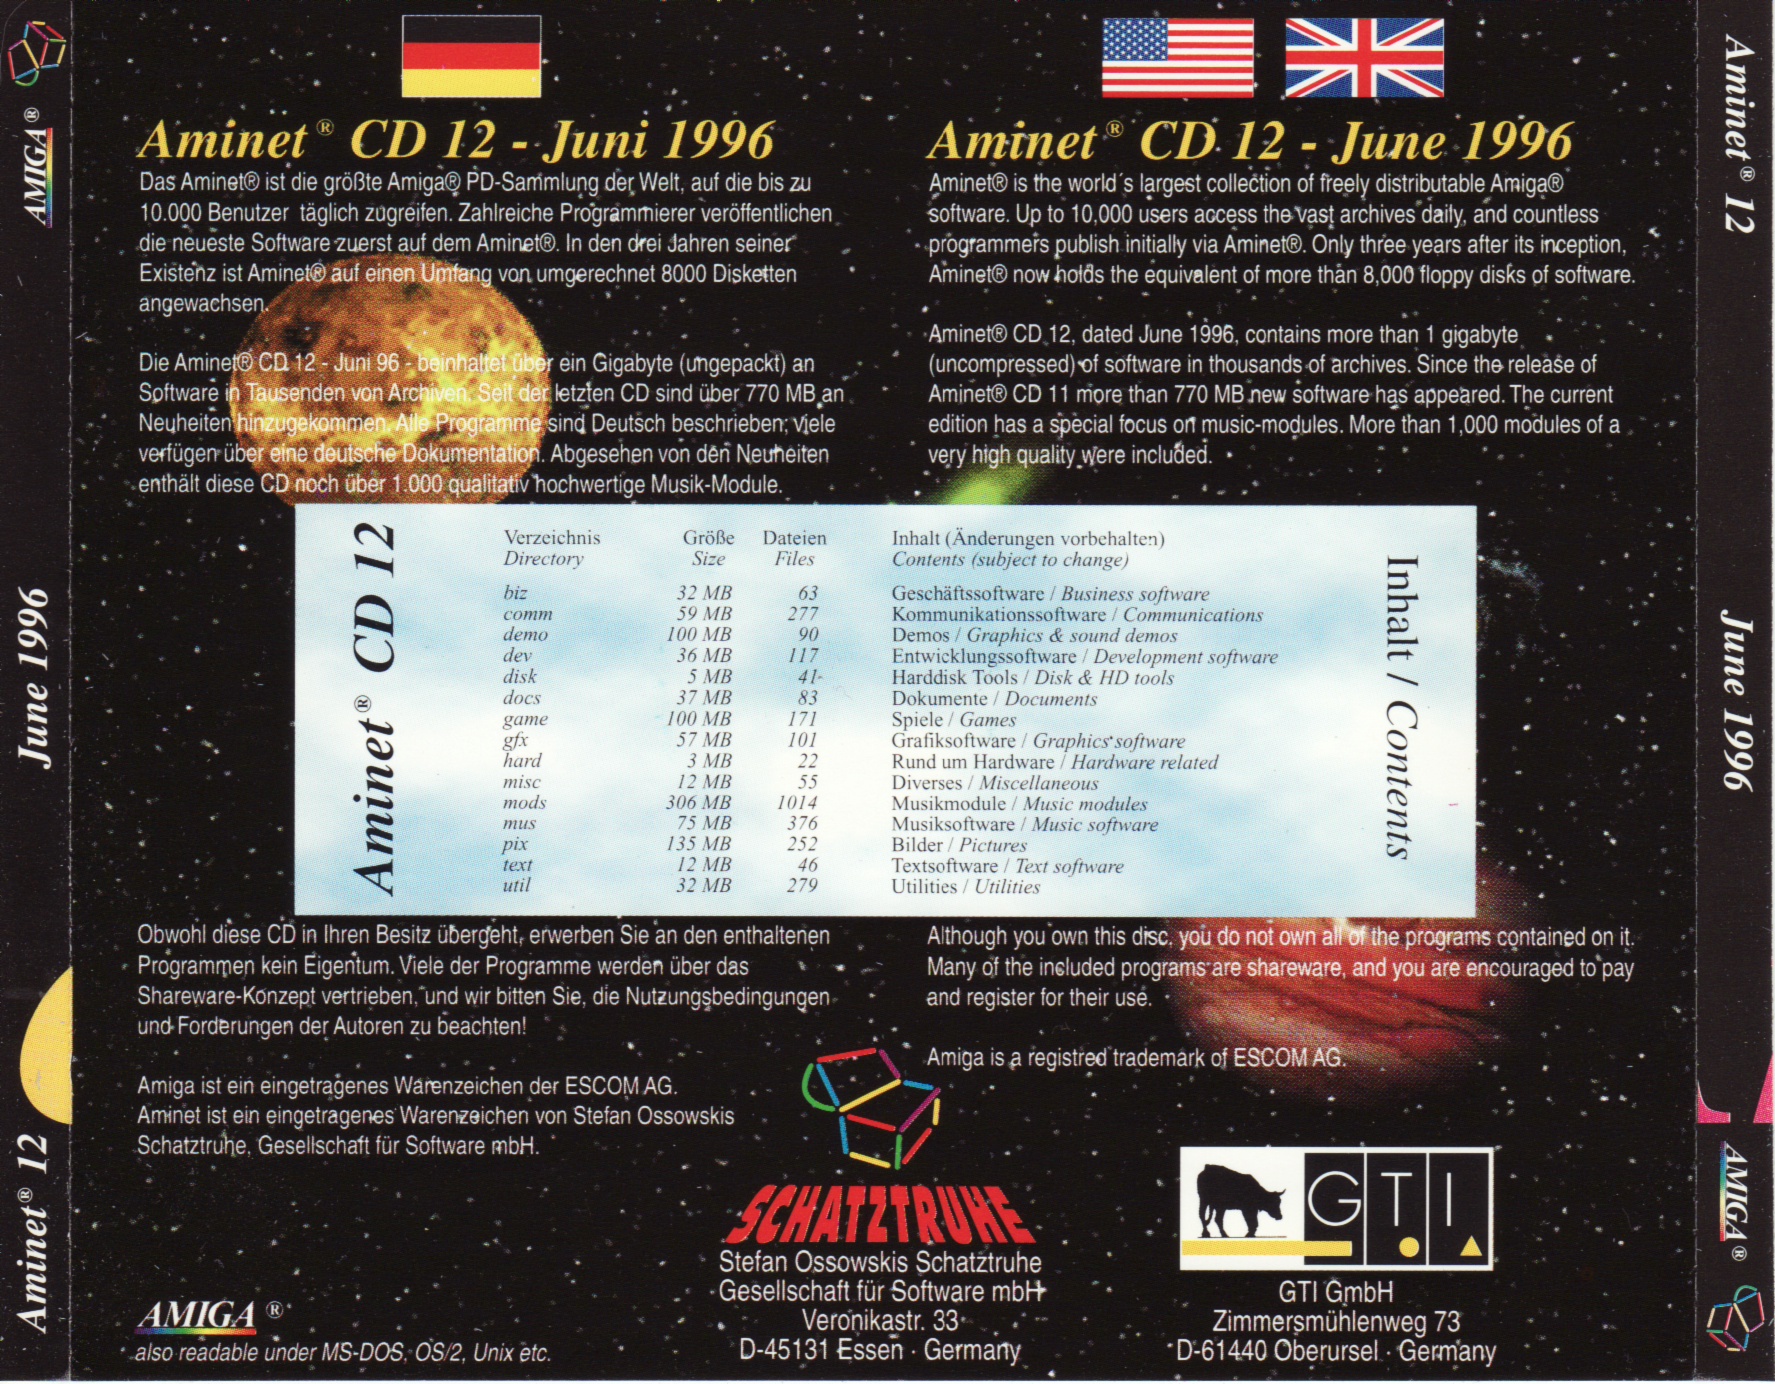 AMIGA®
June 1996
Aminet® 12
Aminet® CD 12 - Juni 1996
Das Aminet® ist die größte Amiga® PD-Sammlung der Welt, auf die bis zu
10.000 Benutzer täglich zugreifen. Zahlreiche Programmierer veröffentlichen
die neueste Software zuerst auf dem Aminet®. In den drei Jahren seiner
Existenz ist Aminet® auf einen Umfang von umgerechnet 8000 Disketten
angewachsen.
Die Aminet® CD 12 - Juni 96 - beinhaltet über ein Gigabyte (ungepackt) an
Software in Tausenden von Archiven. Seit der letzten CD sind über 770 MB an
Neuheiten hinzugekommen. Alle Programme sind Deutsch beschrieben; viele
verfügen über eine deutsche Dokumentation. Abgesehen von den Neuheiten
enthält diese CD noch über 1.000 qualitativ hochwertige Musik-Module.
Aminet® CD 12 - June 1996
Aminet® is the world´s largest collection of freely distributable Amiga®
software. Up to 10,000 users access the vast archives daily, and countless
programmers publish initially via Aminet®. Only three years after its inception,
Aminet® now holds the equivalent of more than 8,000 floppy disks of software.
Aminet® CD 12, dated June 1996, contains more than 1 gigabyte
(uncompressed) of software in thousands of archives. Since the release of
Aminet® CD 11 more than 770 MB new software has appeared. The current
edition has a special focus on music-modules. More than 1,000 modules of a
very high quality were included.
Aminet® CD 12
Verzeichnis Größe Dateien Inhalt (Änderungen vorbehalten)
Directory Size Files Contents (subject to change)
biz 32 MB 63 Geschäftssoftware / Business software
comm 59 MB 277 Kommunikationssoftware / Communications
demo 100 MB 90 Demos / Graphics & sound demos
dev 36 MB 117 Entwicklungssoftware / Development software
disk 5 MB 41 Harddisk Tools / Disk & HD tools
docs 37 MB 83 Dokumente / Documents
game 100 MB 171 Spiele / Games
gfx 57 MB 101 Grafiksoftware / Graphics software
hard 3 MB 22 Rund um Hardware / Hardware related
misc 12 MB 55 Diverses / Miscellaneous
mods 306 MB 1014 Musikmodule / Music modules
mus 75 MB 376 Musiksoftware / Music software
pix 135 MB 252 Bilder / Pictures
text 12 MB 46 Textsoftware / Text software
util 32 MB 279 Utilities / Utilities
Inhalt / Contents
Obwohl diese CD in Ihren Besitz übergeht, erwerben Sie an den enthaltenen
Programmen kein Eigentum. Viele der Programme werden über das
Shareware-Konzept vertrieben, und wir bitten Sie, die Nutzungsbedingungen
und Forderungen der Autoren zu beachten!
Amiga ist ein eingetragenes Warenzeichen der ESCOM AG.
Aminet ist ein eingetragenes Warenzeichen von Stefan Ossowskis
Schatztruhe, Gesellschaft für Software mbH.
Although you own this disc, you do not own all of the programs contained on it.
Many of the included programs are shareware, and you are encouraged to pay
and register for their use.
Amiga is a registred trademark of ESCOM AG.
AMIGA ®
also readable under MS-DOS, OS/2, Unix etc.
SCHATZTRUHE
Stefan Ossowskis Schatztruhe
Gesellschaft für Software mbH
Veronikastr. 33
D-45131 Essen · Germany
GTI
GTI GmbH
Zimmersmühlenweg 73
D-61440 Oberursel · Germany
Aminet® 12
June 1996
AMIGA®